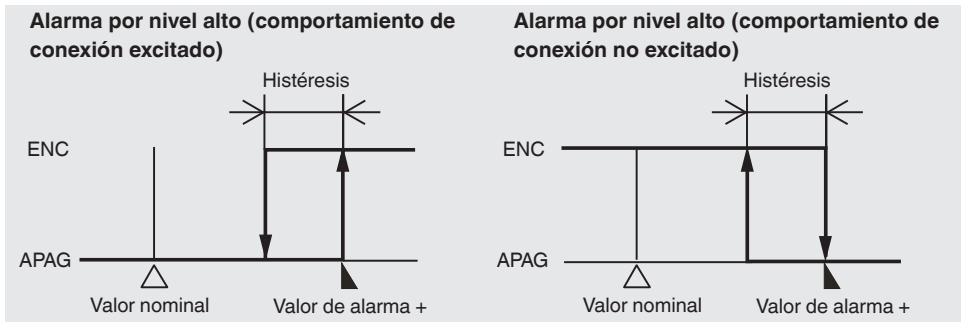 Alarma por nivel alto (comportamiento de
conexión excitado)
Histéresis
ENC
APAG
Valor nominal
Valor de alarma +
Alarma por nivel alto (comportamiento de
conexión no excitado)
Histéresis
ENC
APAG
Valor nominal
Valor de alarma +